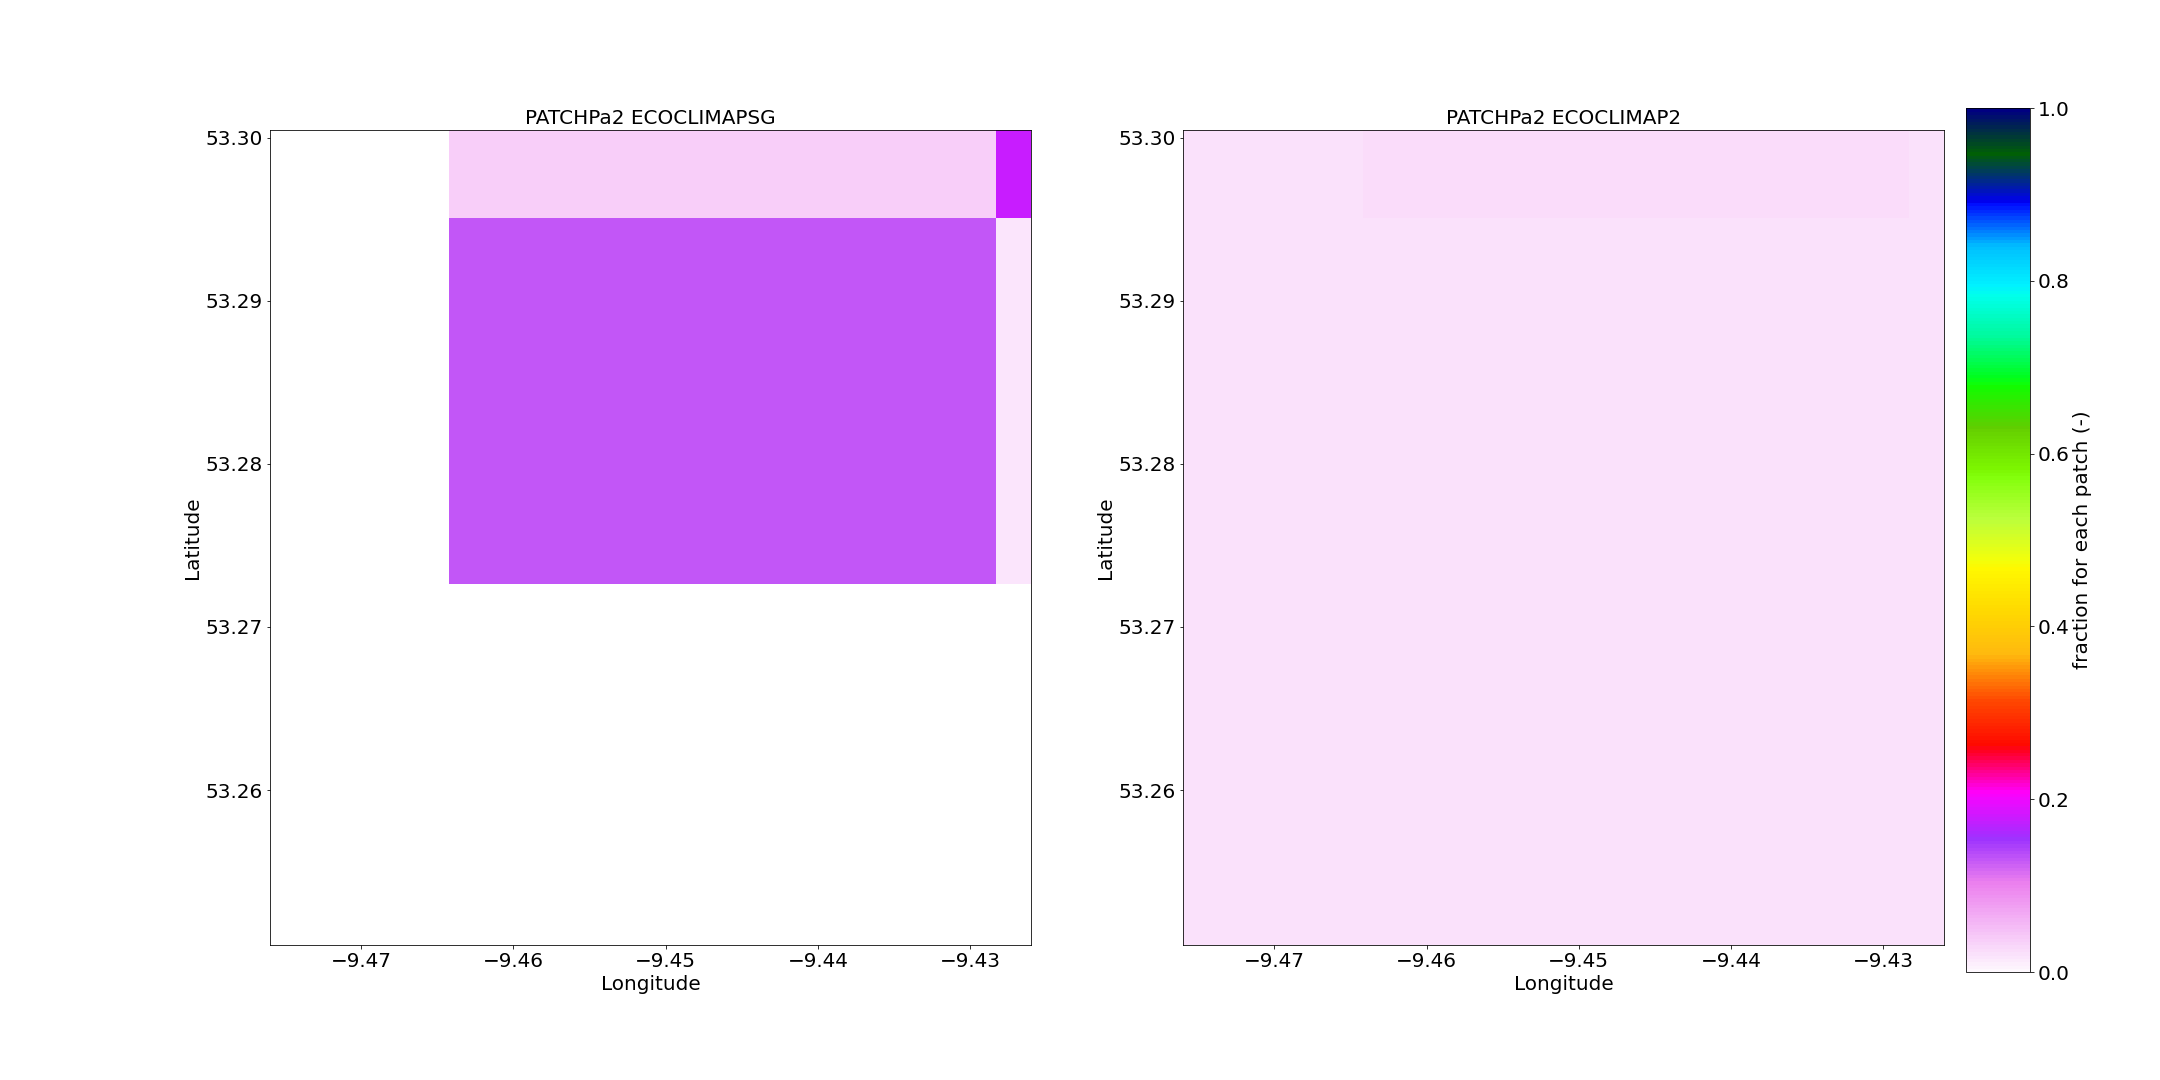 PATCHPa2 ECOCLIMAPSG
53.30
53.29
53.28
53.27
53.26
Latitude
−9.47 −9.46 −9.45 −9.44 −9.43
Longitude
PATCHPa2 ECOCLIMAP2
53.30
53.29
53.28
53.27
53.26
Latitude
−9.47 −9.46 −9.45 −9.44 −9.43
Longitude
1.0
0.8
0.6
0.4
0.2
0.0
fraction for each patch (-)